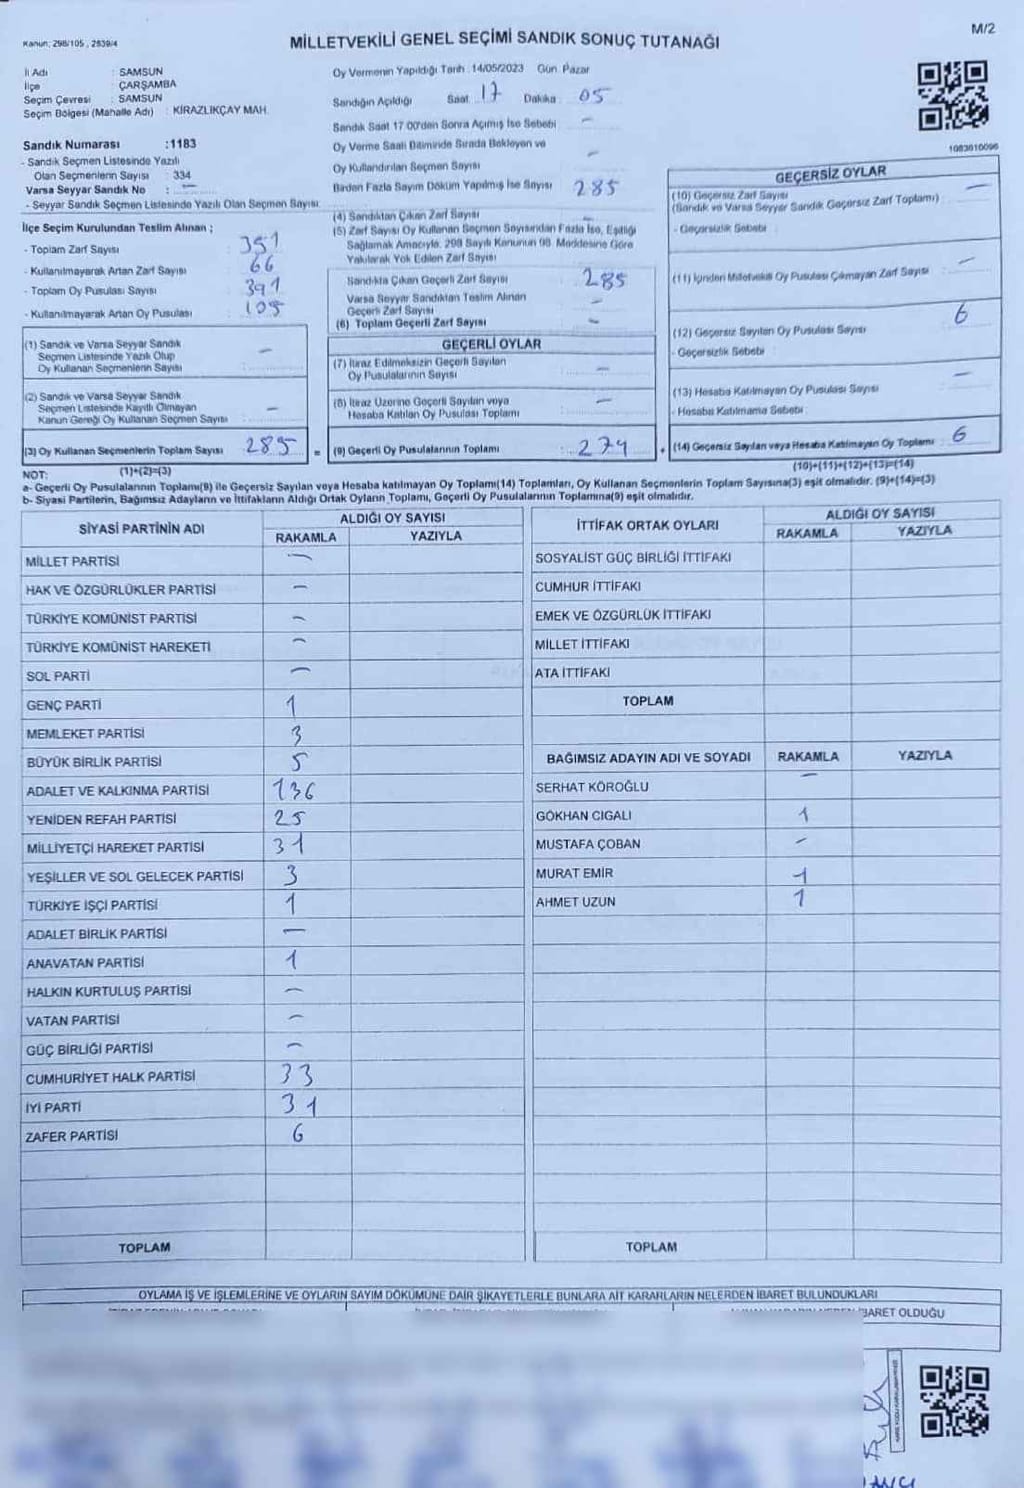 M/2
Kanun: 298/105 , 2839/4
MİLLETVEKİLİ GENEL SEÇİMİ SANDIK SONUÇ TUTANAĞI
İl Adı : SAMSUN
İlçe : ÇARŞAMBA
Seçim Çevresi : SAMSUN
Seçim Bölgesi (Mahalle Adı) : KİRAZLIKÇAY MAH.
Sandık Numarası :1183
- Sandık Seçmen Listesinde Yazılı
Olan Seçmenlerin Sayısı : 334
Varsa Seyyar Sandık No : —
- Seyyar Sandık Seçmen Listesinde Yazılı Olan Seçmen Sayısı
İlçe Seçim Kurulundan Teslim Alınan ;
- Toplam Zarf Sayısı 351
- Kullanılmayarak Artan Zarf Sayısı 66
- Toplam Oy Pusulası Sayısı 391
- Kullanılmayarak Artan Oy Pusulası : 105
(1) Sandık ve Varsa Seyyar Sandık
Seçmen Listesinde Yazılı Olup
Oy Kullanan Seçmenlerin Sayısı : —
(2) Sandık ve Varsa Seyyar Sandık
Seçmen Listesinde Kayıtlı Olmayan
Kanun Gereği Oy Kullanan Seçmen Sayısı : —
(3) Oy Kullanan Seçmenlerin Toplam Sayısı 285 =
Oy Vermenin Yapıldığı Tarih :14/05/2023 Gün: Pazar
Sandığın Açıldığı Saat 17 Dakika : 05
Sandık Saat 17 00'den Sonra Açımış İse Sebebi —
Oy Verme Saati Bitiminde Sırada Bekleyen ve
Oy Kullandırılan Seçmen Sayısı —
Birden Fazla Sayım Döküm Yapılmış İse Sayısı 285
(4) Sandıktan Çıkan Zarf Sayısı —
(5) Zarf Sayısı Oy Kullanan Seçmen Sayısından Fazla İse, Eşitliği
Sağlamak Amacıyla, 298 Sayılı Kanunun 98. Maddesine Göre
Yakılarak Yok Edilen Zarf Sayısı
Sandıkta Çıkan Geçerli Zarf Sayısı 285
Varsa Seyyar Sandıktan Teslim Alınan
Geçerli Zarf Sayısı —
(6) Toplam Geçerli Zarf Sayısı —
GEÇERLİ OYLAR
(7) İtiraz Edilmeksizin Geçerli Sayılan
Oy Pusulalarının Sayısı : —
(8) İtiraz Üzerine Geçerli Sayılan veya
Hesaba Katılan Oy Pusulası Toplamı : —
(9) Geçerli Oy Pusulalarının Toplamı : 279 +
1083610096
GEÇERSİZ OYLAR
(10) Geçersiz Zarf Sayısı —
(Sandık ve Varsa Seyyar Sandık Geçersiz Zarf Toplamı)
- Geçersizlik Sebebi :
(11) İçinden Milletvekili Oy Pusulası Çıkmayan Zarf Sayısı —
(12) Geçersiz Sayılan Oy Pusulası Sayısı 6
- Geçersizlik Sebebi :
(13) Hesaba Katılmayan Oy Pusulası Sayısı —
- Hesaba Katılmama Sebebi :
(14) Geçersiz Sayılan veya Hesaba Katılmayan Oy Toplamı : 6
NOT: (1)+(2)=(3) (10)+(11)+(12)+(13)=(14)
a- Geçerli Oy Pusulalarının Toplamı(9) ile Geçersiz Sayılan veya Hesaba katılmayan Oy Toplamı(14) Toplamları, Oy Kullanan Seçmenlerin Toplam Sayısına(3) eşit olmalıdır. (9)+(14)=(3)
b- Siyasi Partilerin, Bağımsız Adayların ve İttifakların Aldığı Ortak Oyların Toplamı, Geçerli Oy Pusulalarının Toplamına(9) eşit olmalıdır.
SİYASİ PARTİNİN ADI ALDIĞI OY SAYISI
RAKAMLA YAZIYLA
MİLLET PARTİSİ —
HAK VE ÖZGÜRLÜKLER PARTİSİ —
TÜRKİYE KOMÜNİST PARTİSİ —
TÜRKİYE KOMÜNİST HAREKETİ —
SOL PARTİ —
GENÇ PARTİ 1
MEMLEKET PARTİSİ 3
BÜYÜK BİRLİK PARTİSİ 5
ADALET VE KALKINMA PARTİSİ 136
YENİDEN REFAH PARTİSİ 25
MİLLİYETÇİ HAREKET PARTİSİ 31
YEŞİLLER VE SOL GELECEK PARTİSİ 3
TÜRKİYE İŞÇİ PARTİSİ 1
ADALET BİRLİK PARTİSİ —
ANAVATAN PARTİSİ 1
HALKIN KURTULUŞ PARTİSİ —
VATAN PARTİSİ —
GÜÇ BİRLİĞİ PARTİSİ —
CUMHURİYET HALK PARTİSİ 33
İYİ PARTİ 31
ZAFER PARTİSİ 6
TOPLAM
İTTİFAK ORTAK OYLARI ALDIĞI OY SAYISI
RAKAMLA YAZIYLA
SOSYALİST GÜÇ BİRLİĞİ İTTİFAKI
CUMHUR İTTİFAKI
EMEK VE ÖZGÜRLÜK İTTİFAKI
MİLLET İTTİFAKI
ATA İTTİFAKI
TOPLAM
BAĞIMSIZ ADAYIN ADI VE SOYADI RAKAMLA YAZIYLA
SERHAT KÖROĞLU —
GÖKHAN CIGALI 1
MUSTAFA ÇOBAN —
MURAT EMİR 1
AHMET UZUN 1
TOPLAM
OYLAMA İŞ VE İŞLEMLERİNE VE OYLARIN SAYIM DÖKÜMÜNE DAİR ŞİKAYETLERLE BUNLARA AİT KARARLARIN NELERDEN İBARET BULUNDUKLARI
İBARET OLDUĞU